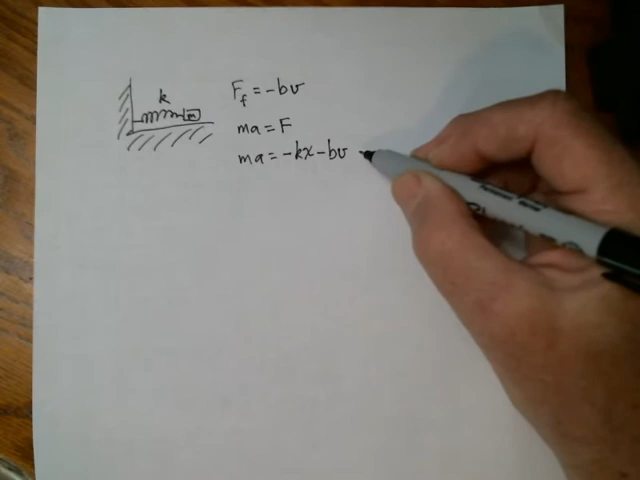 k
m
F_f = -bv
ma = F
ma = -kx - bv